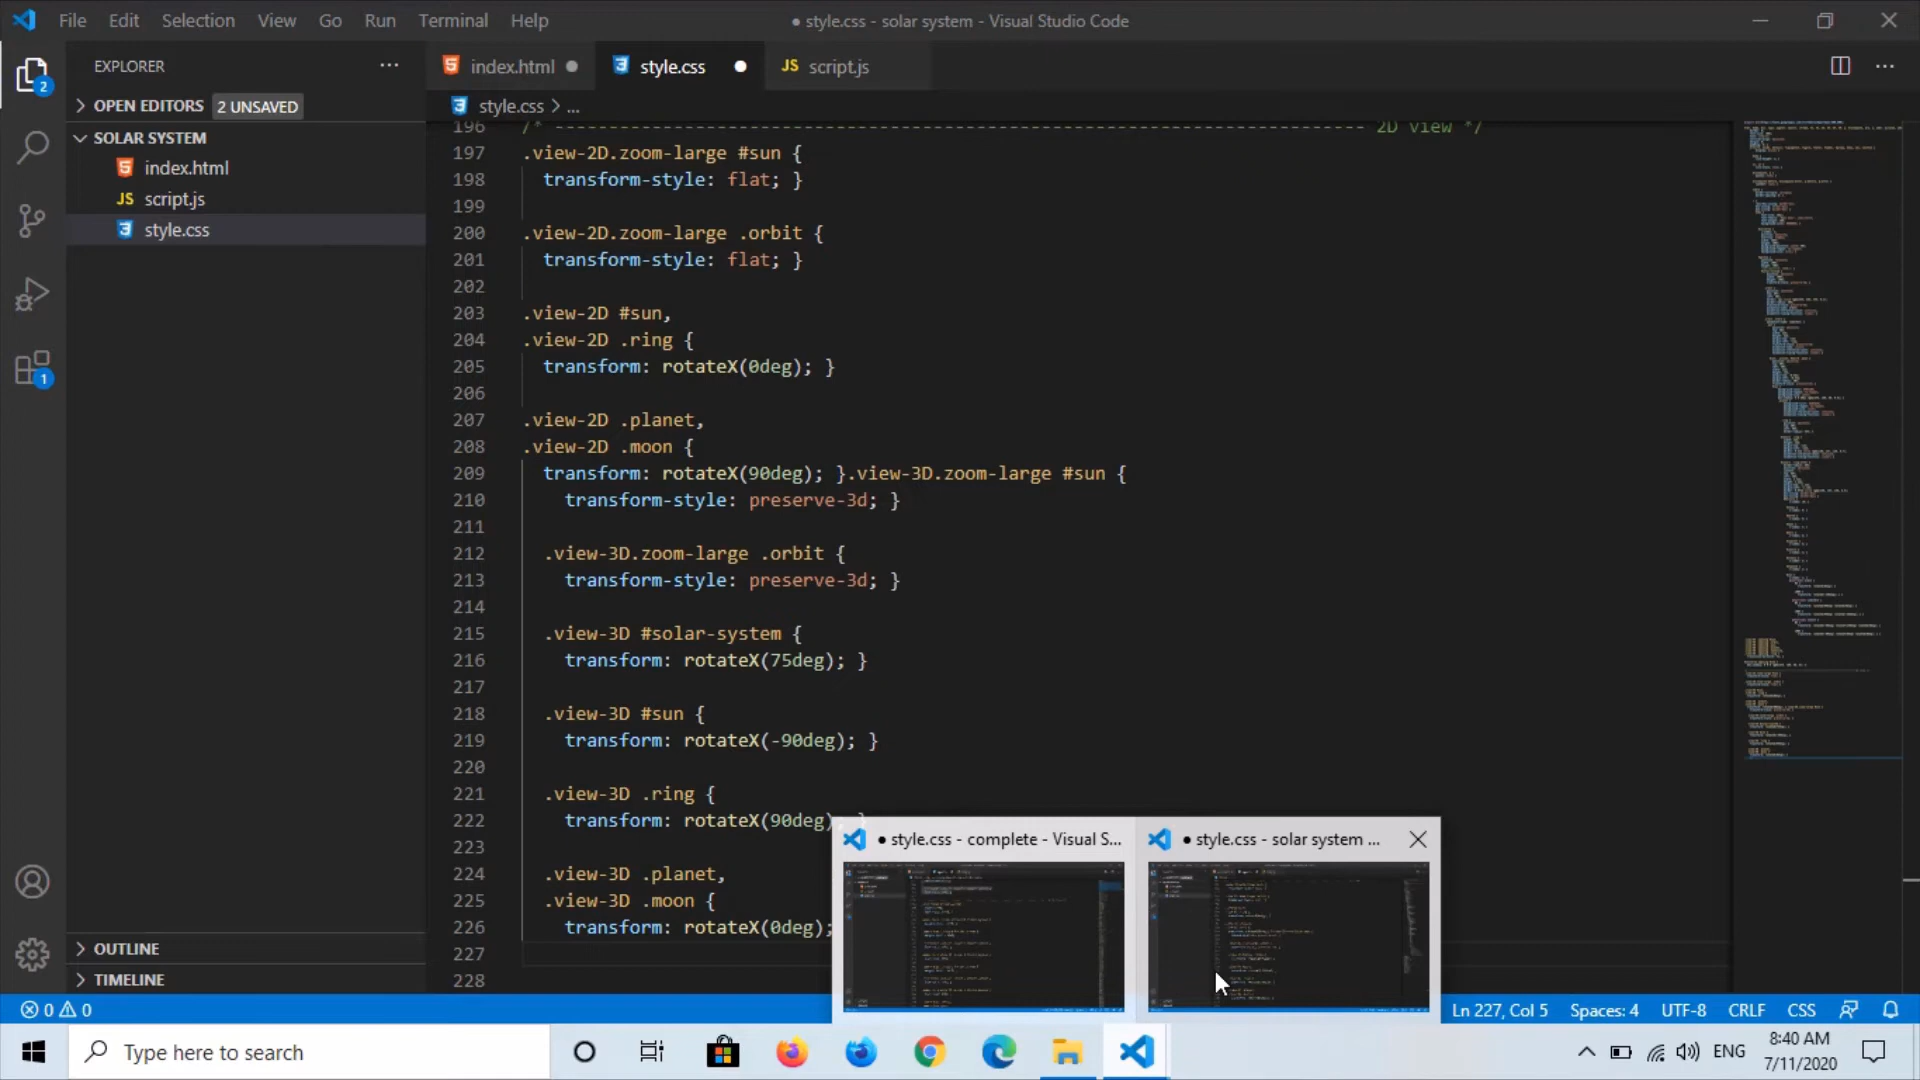 File Edit Selection View Go Run Terminal Help
● style.css - solar system - Visual Studio Code
EXPLORER
index.html
style.css
JS script.js
OPEN EDITORS 2 UNSAVED
style.css > ...
SOLAR SYSTEM
index.html
JS script.js
style.css
2
1
196 /* --------------------------------------------------------------------------- 2D view */
197 .view-2D.zoom-large #sun {
198 transform-style: flat; }
199
200 .view-2D.zoom-large .orbit {
201 transform-style: flat; }
202
203 .view-2D #sun,
204 .view-2D .ring {
205 transform: rotateX(0deg); }
206
207 .view-2D .planet,
208 .view-2D .moon {
209 transform: rotateX(90deg); }.view-3D.zoom-large #sun {
210 transform-style: preserve-3d; }
211
212 .view-3D.zoom-large .orbit {
213 transform-style: preserve-3d; }
214
215 .view-3D #solar-system {
216 transform: rotateX(75deg); }
217
218 .view-3D #sun {
219 transform: rotateX(-90deg); }
220
221 .view-3D .ring {
222 transform: rotateX(90deg); }
223
224 .view-3D .planet,
225 .view-3D .moon {
226 transform: rotateX(0deg);
227
228
● style.css - complete - Visual S...
● style.css - solar system ...
OUTLINE
TIMELINE
0 0
Ln 227, Col 5 Spaces: 4 UTF-8 CRLF CSS
Type here to search
ENG
8:40 AM
7/11/2020